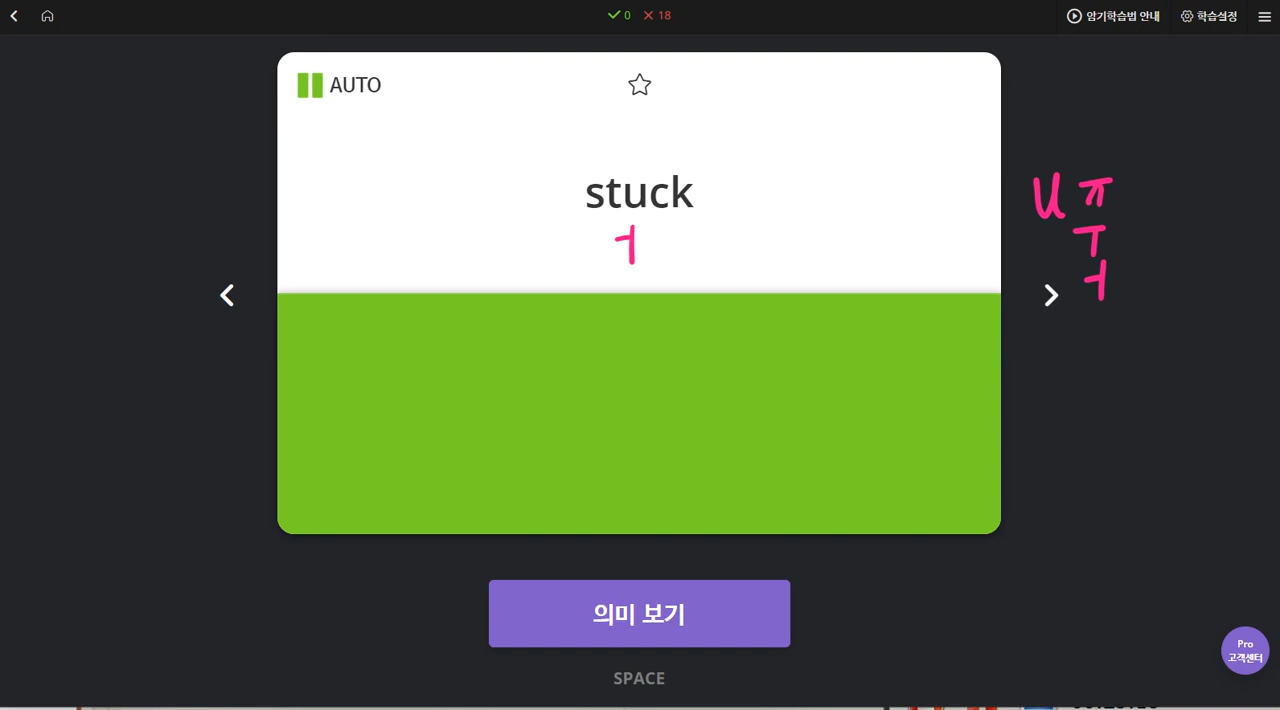 0 18 암기학습법 안내 학습설정
AUTO
stuck
ㅓ
u ㅠ
ㅜ
ㅓ
의미 보기
SPACE
Pro
고객센터